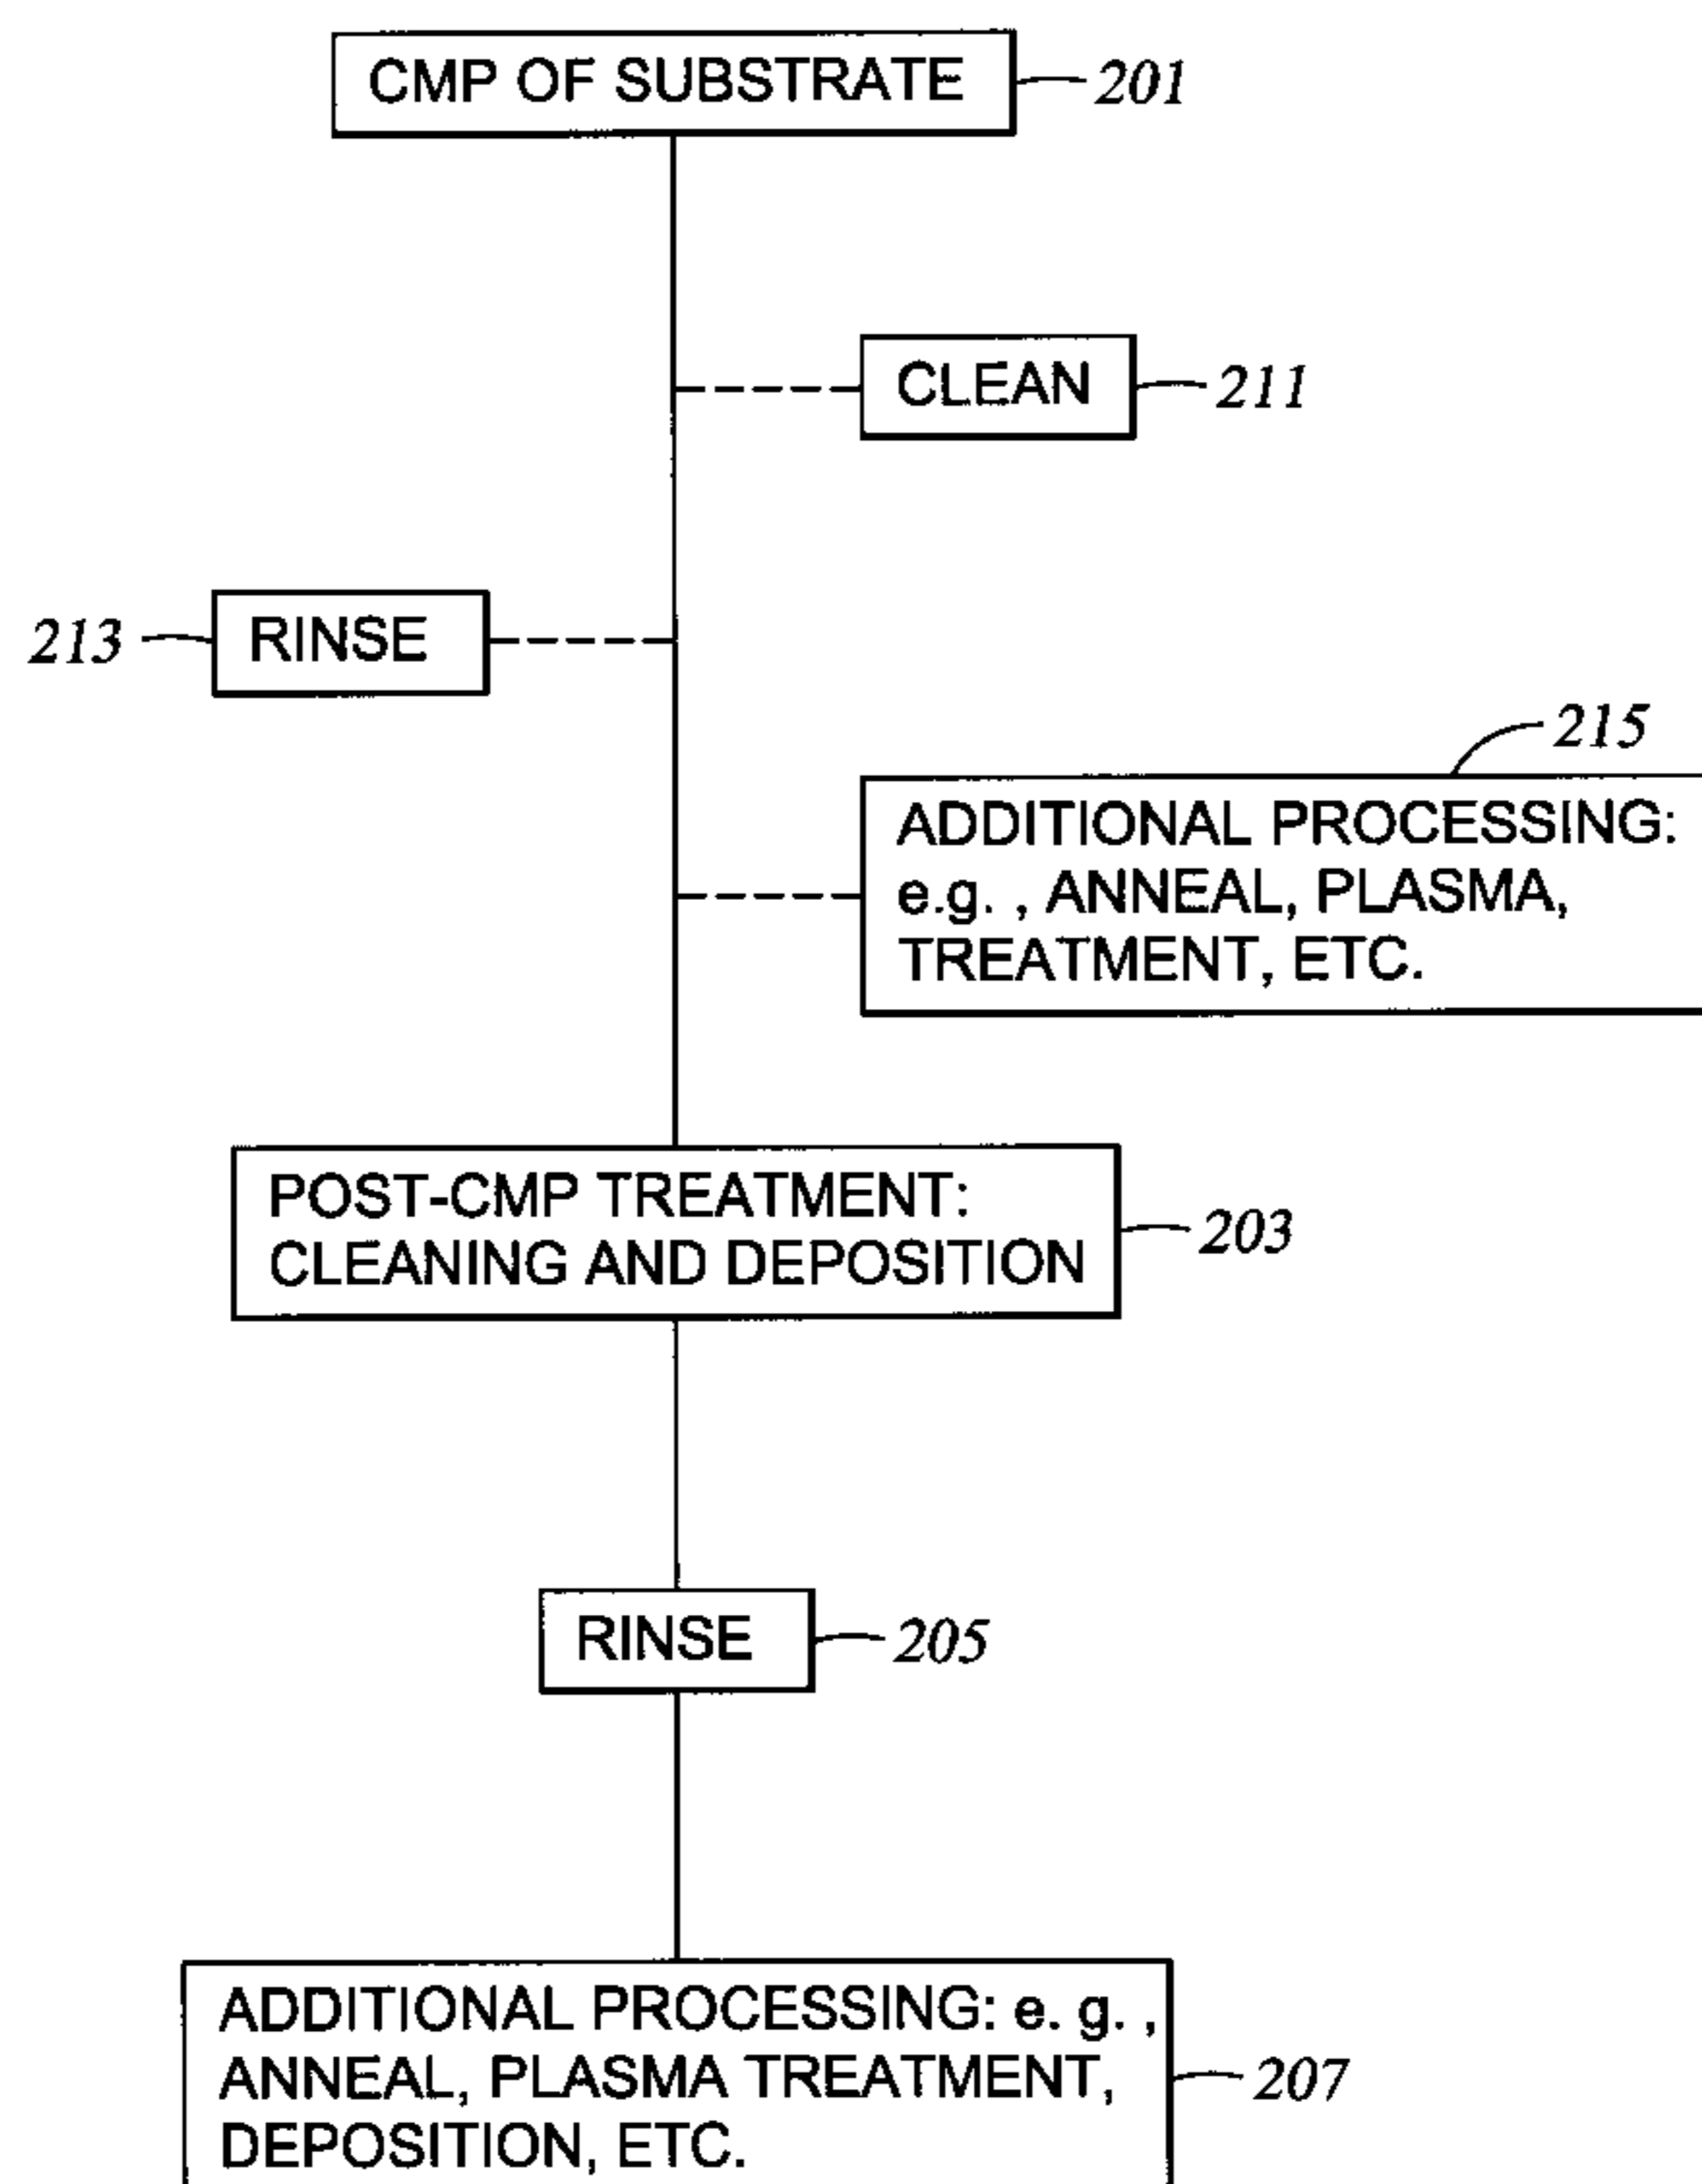 CMP OF SUBSTRATE
201
CLEAN
211
213
RINSE
215
ADDITIONAL PROCESSING:
e.g. , ANNEAL, PLASMA,
TREATMENT, ETC.
POST-CMP TREATMENT:
CLEANING AND DEPOSITION
203
RINSE
205
ADDITIONAL PROCESSING: e. g. ,
ANNEAL, PLASMA TREATMENT,
DEPOSITION, ETC.
207